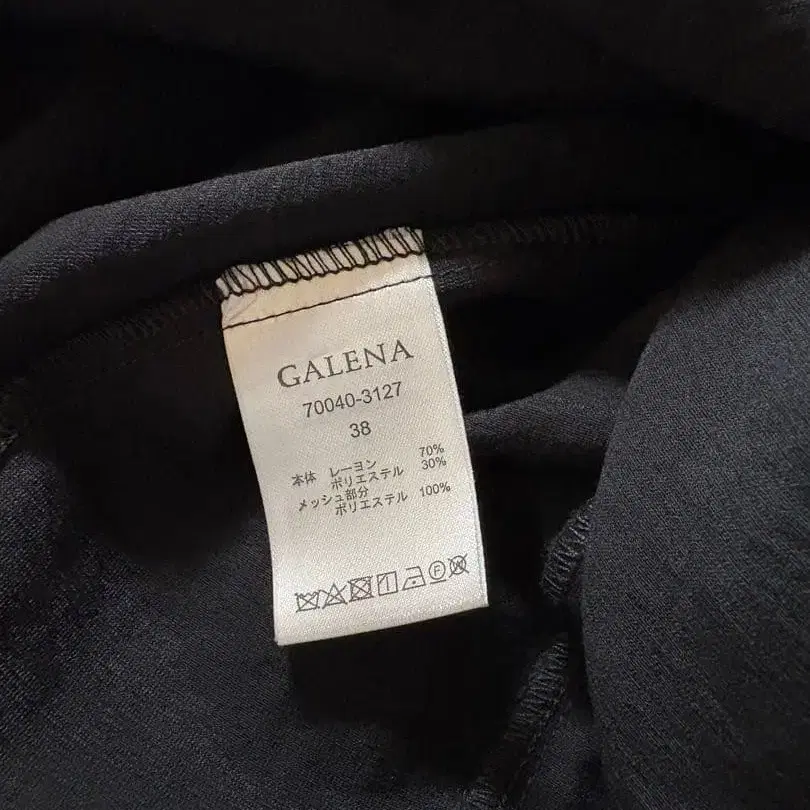 GALENA
70040-3127
38
本体 レーヨン 70%
ポリエステル 30%
メッシュ部分
ポリエステル 100%
F